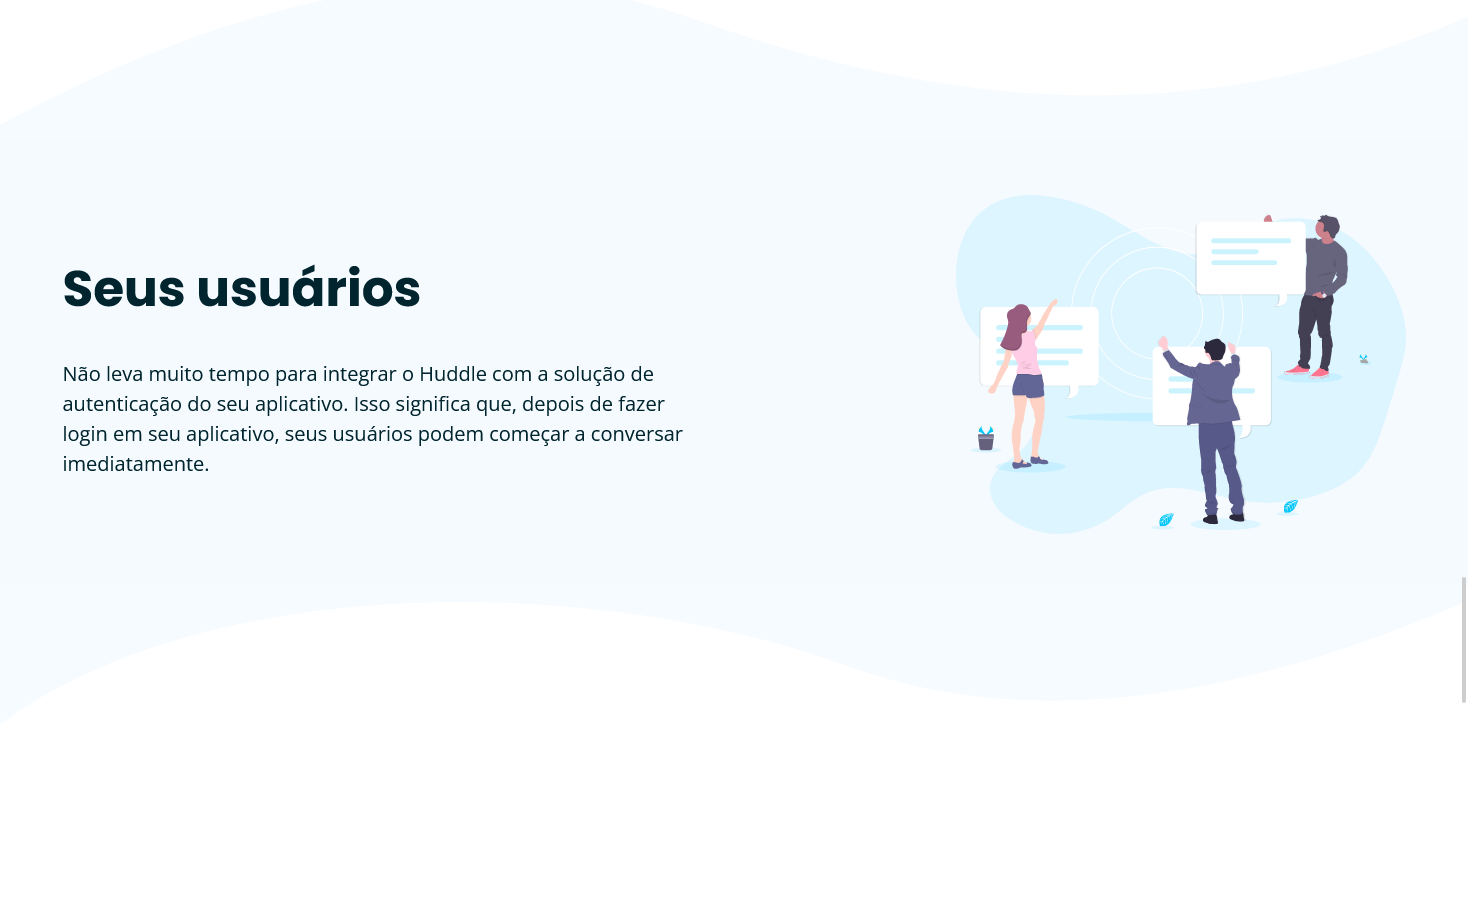 Seus usuários
Não leva muito tempo para integrar o Huddle com a solução de
autenticação do seu aplicativo. Isso significa que, depois de fazer
login em seu aplicativo, seus usuários podem começar a conversar
imediatamente.